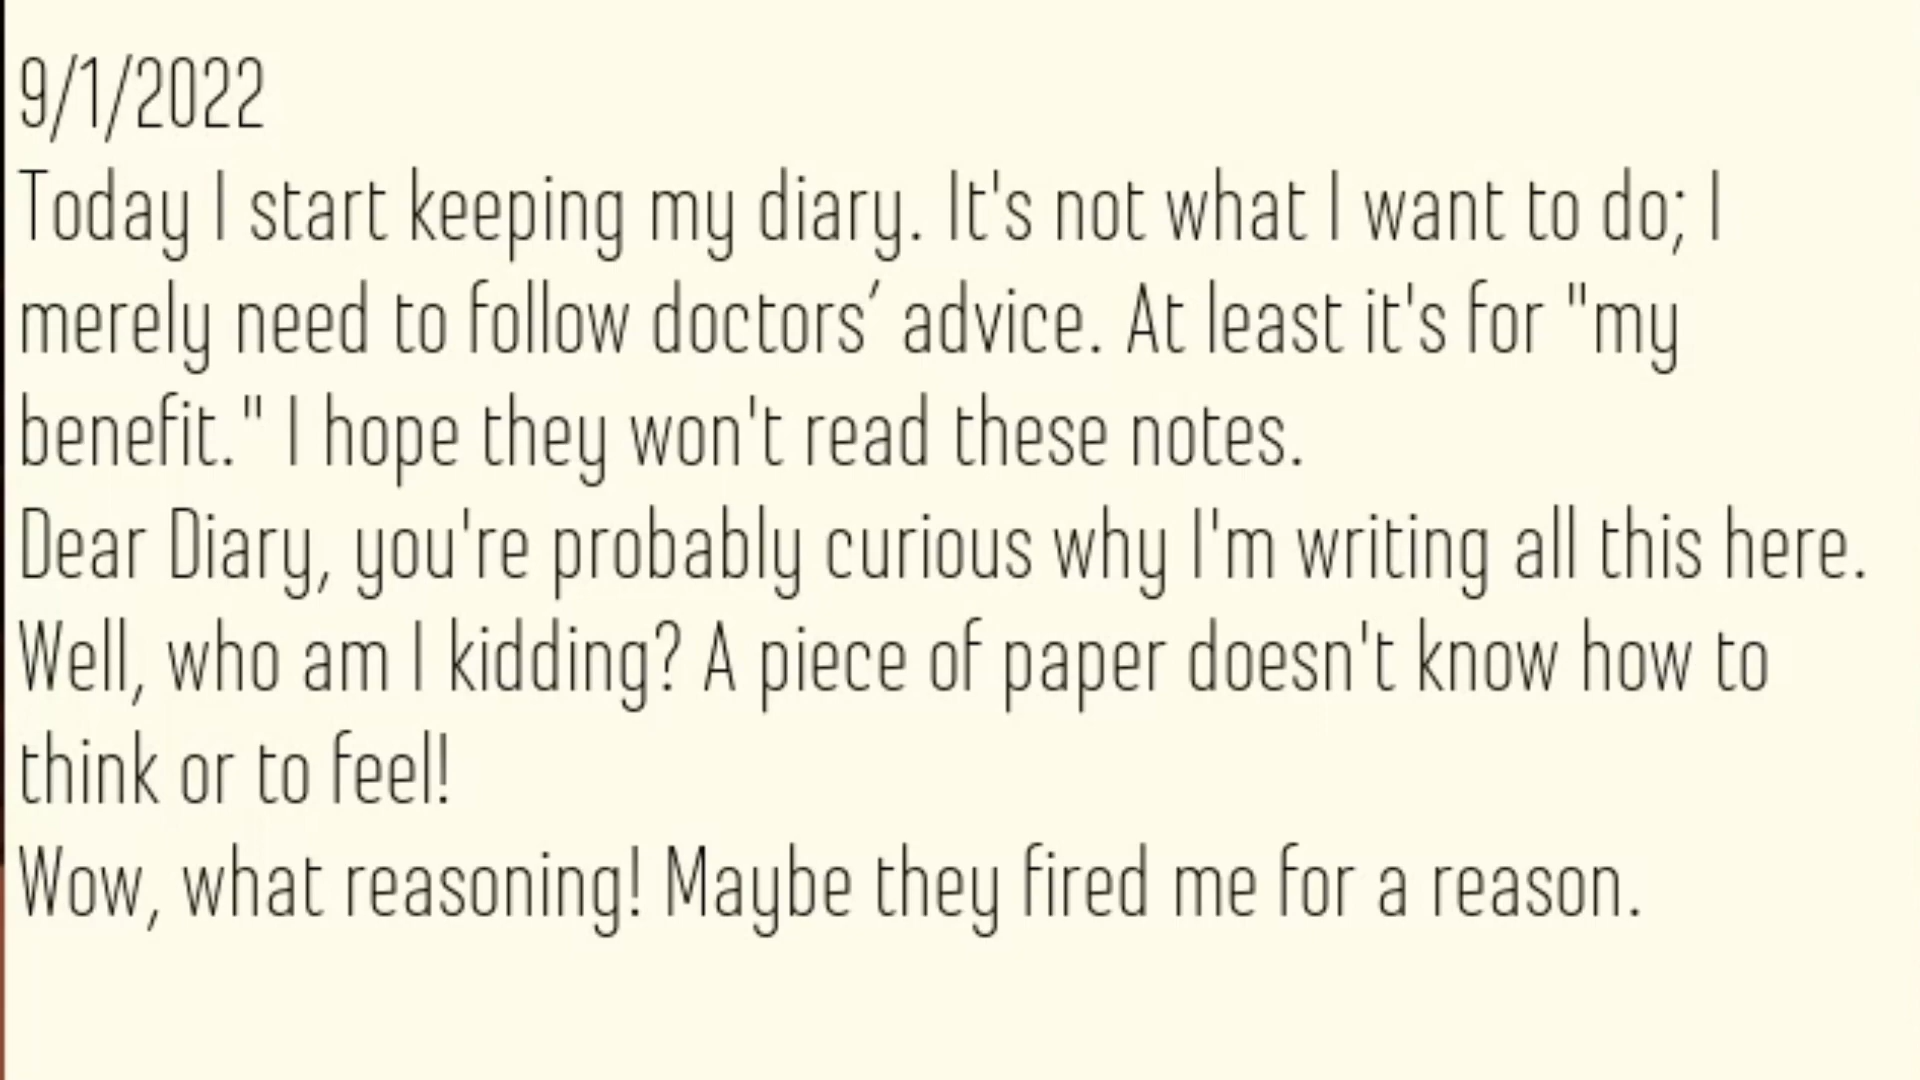 9/1/2022
Today I start keeping my diary. It's not what I want to do; I
merely need to follow doctors’ advice. At least it's for "my
benefit." I hope they won't read these notes.
Dear Diary, you're probably curious why I'm writing all this here.
Well, who am I kidding? A piece of paper doesn't know how to
think or to feel!
Wow, what reasoning! Maybe they fired me for a reason.